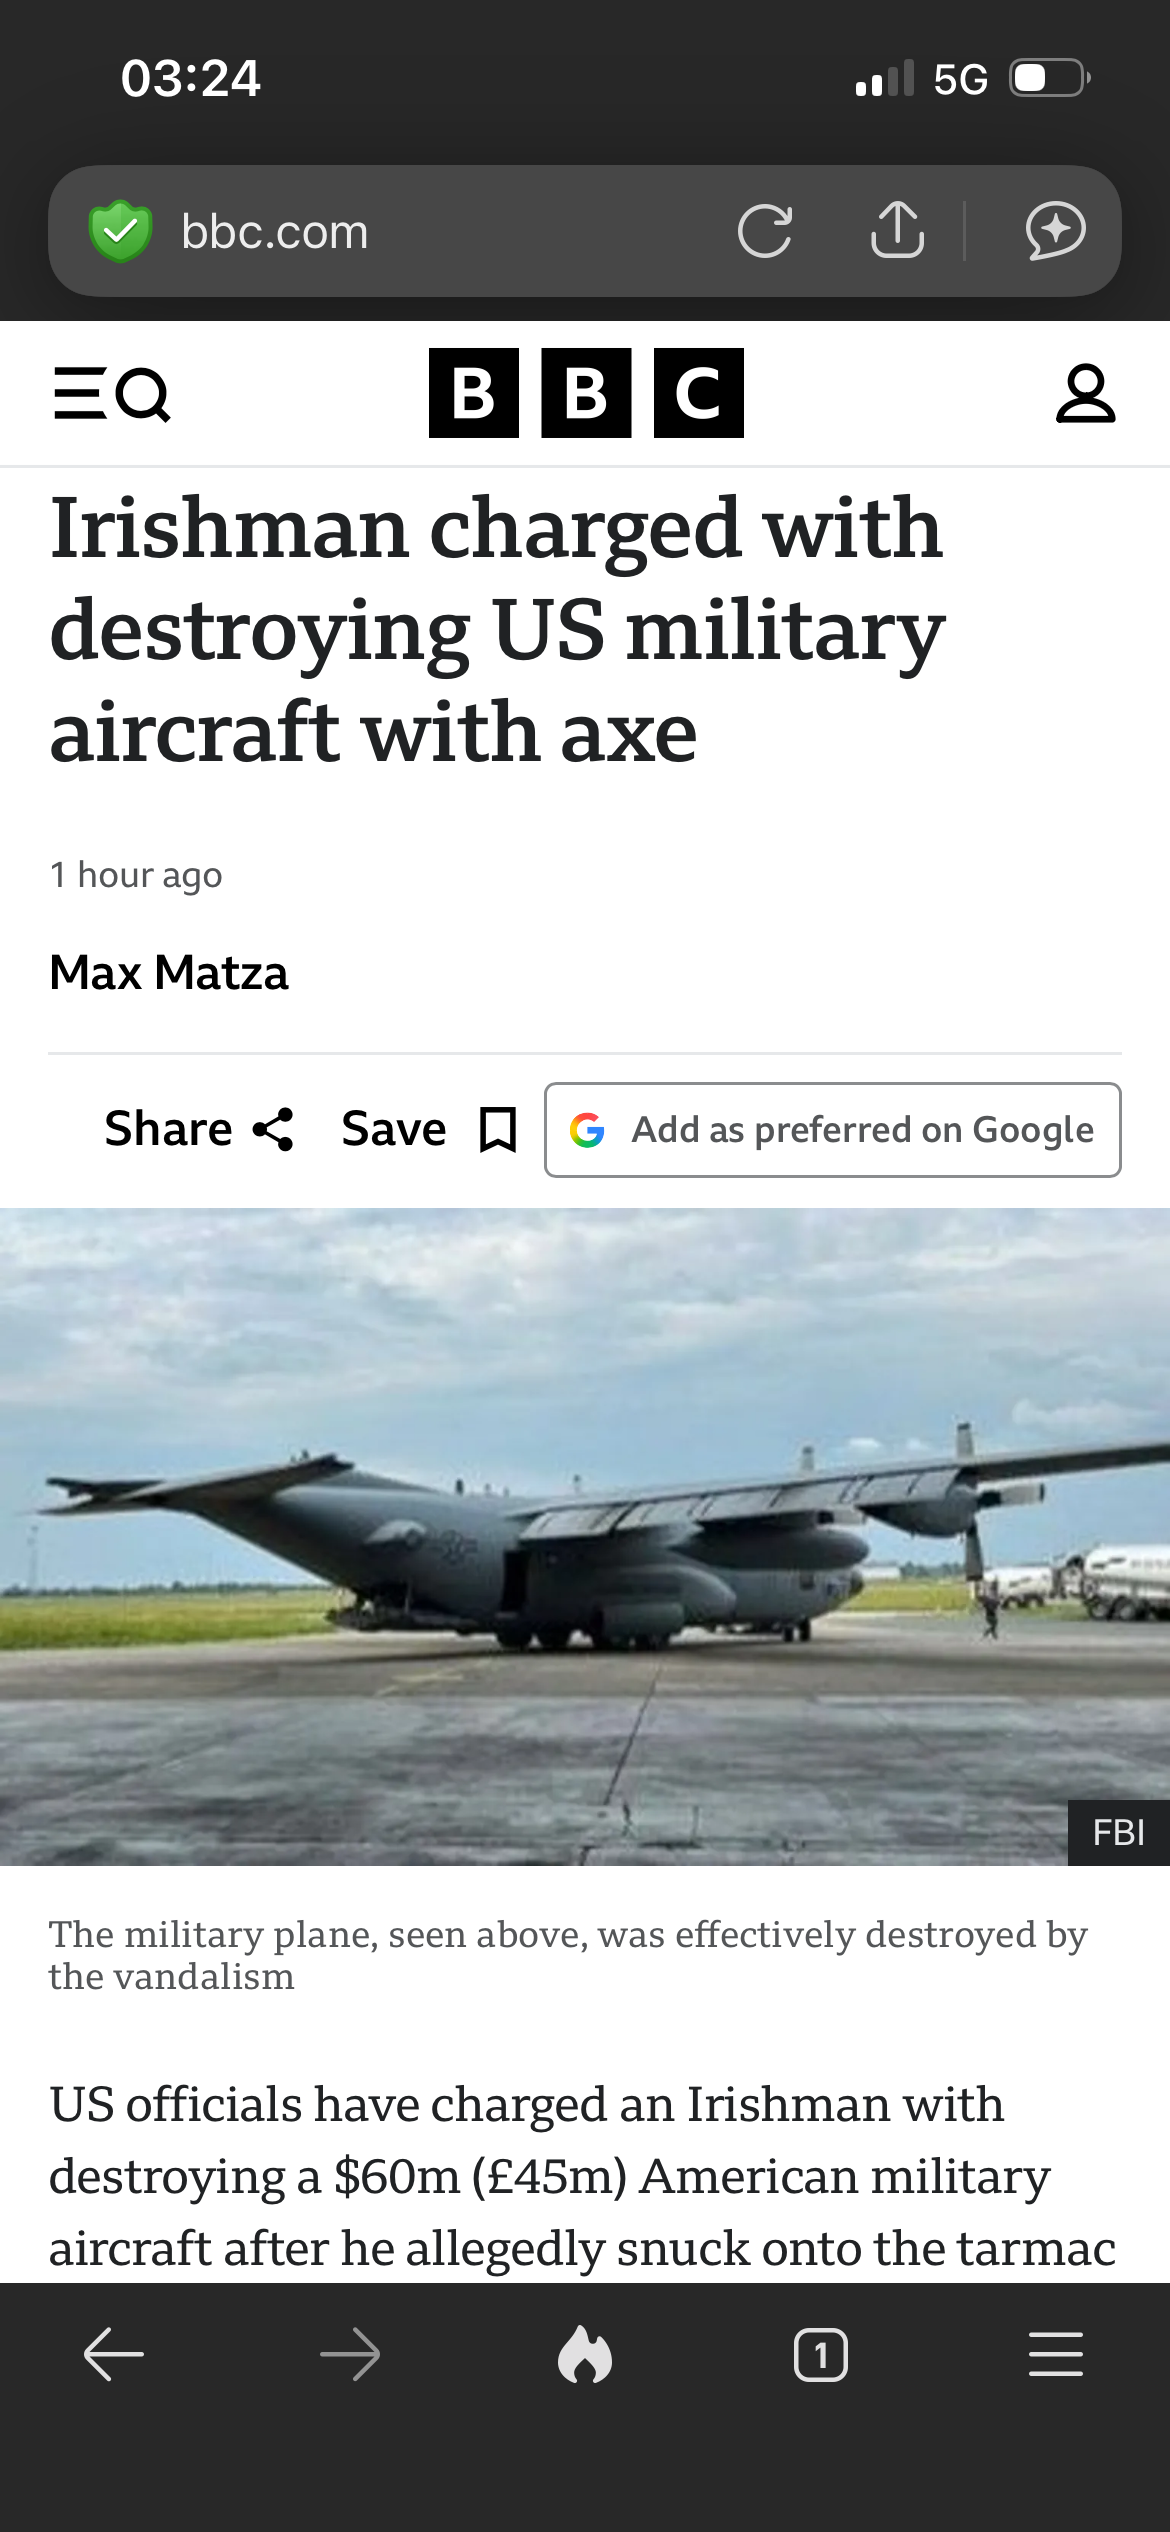 03:24
5G
bbc.com
BBC
Irishman charged with
destroying US military
aircraft with axe
1 hour ago
Max Matza
Share
Save
G Add as preferred on Google
FBI
The military plane, seen above, was effectively destroyed by
the vandalism
US officials have charged an Irishman with
destroying a $60m (£45m) American military
aircraft after he allegedly snuck onto the tarmac
1